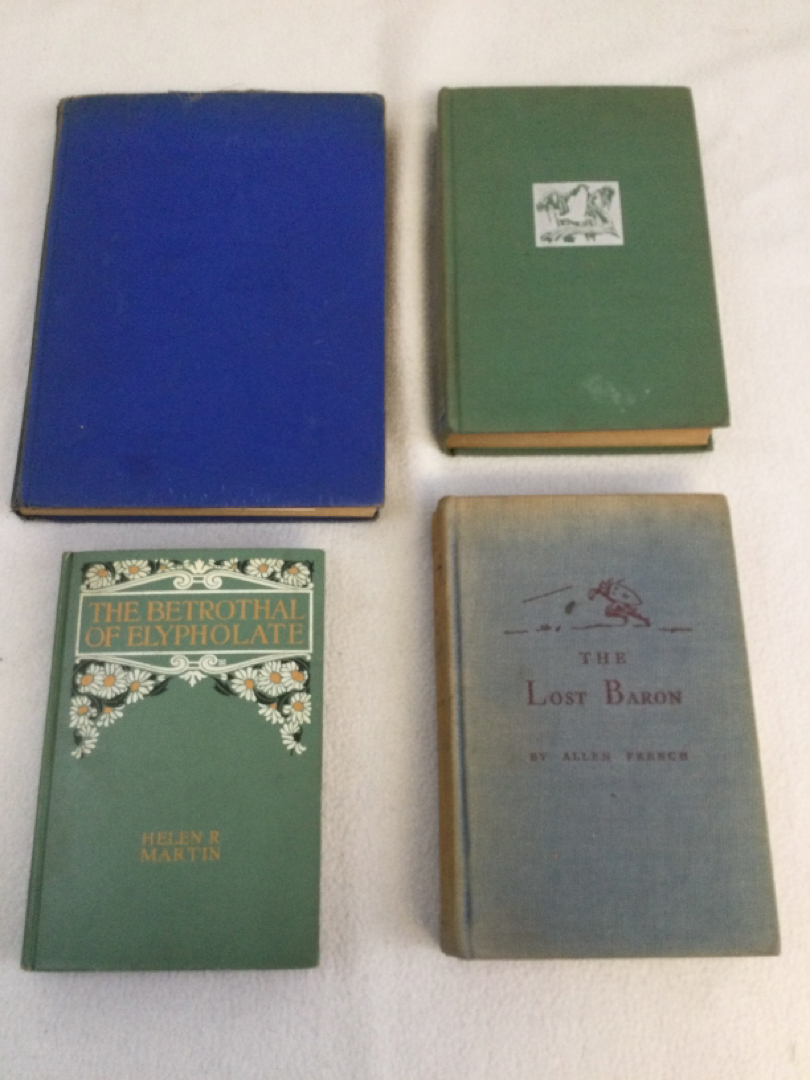 THE BETROTHAL
OF ELYPHOLATE
HELEN R.
MARTIN
THE
LOST BARON
BY ALLEN FRENCH